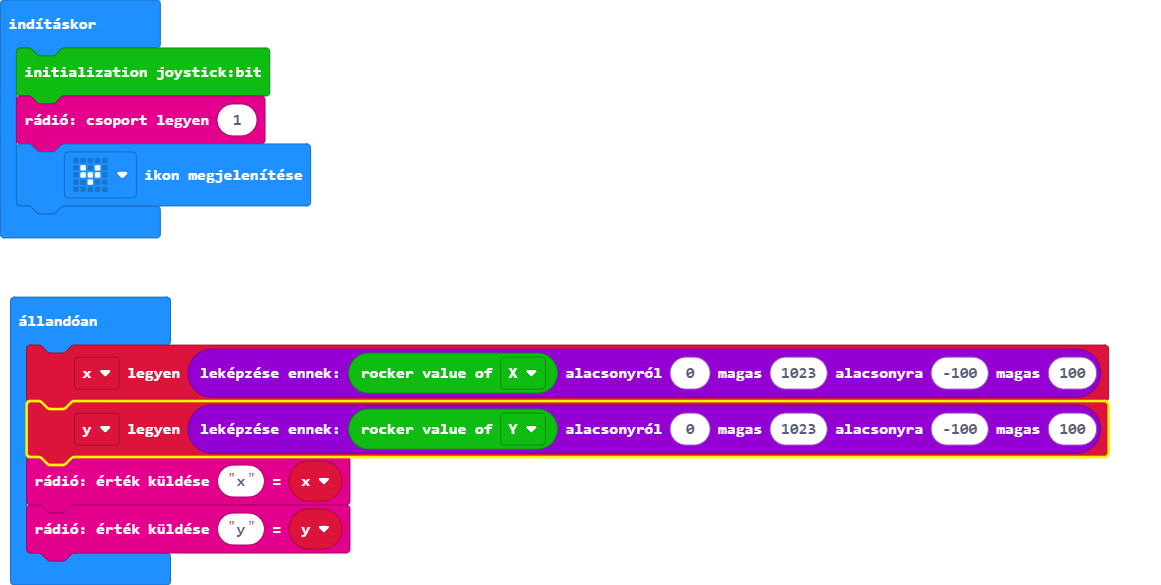 indításkor
initialization joystick:bit
rádió: csoport legyen 1
ikon megjelenítése
állandóan
x legyen leképzése ennek: rocker value of X alacsonyról 0 magas 1023 alacsonyra -100 magas 100
y legyen leképzése ennek: rocker value of Y alacsonyról 0 magas 1023 alacsonyra -100 magas 100
rádió: érték küldése "x" = x
rádió: érték küldése "y" = y